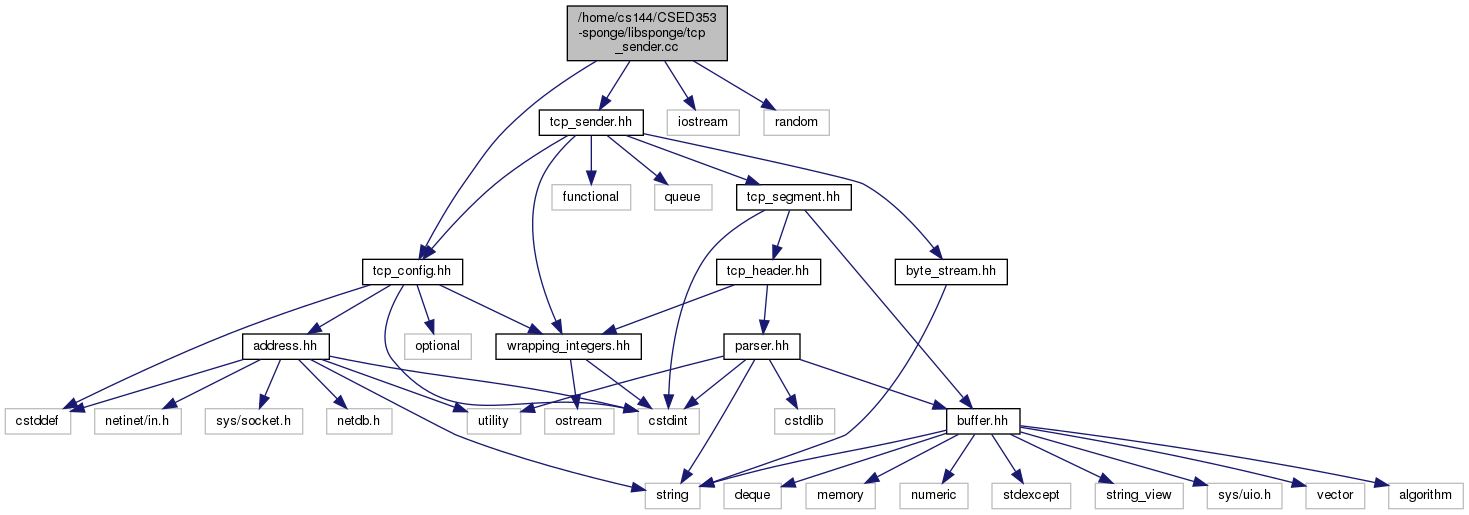 /home/cs144/CSED353
-sponge/libsponge/tcp
_sender.cc
tcp_sender.hh
iostream
random
functional
queue
tcp_segment.hh
tcp_config.hh
tcp_header.hh
byte_stream.hh
address.hh
optional
wrapping_integers.hh
parser.hh
cstddef
netinet/in.h
sys/socket.h
netdb.h
utility
ostream
cstdint
cstdlib
buffer.hh
string
deque
memory
numeric
stdexcept
string_view
sys/uio.h
vector
algorithm